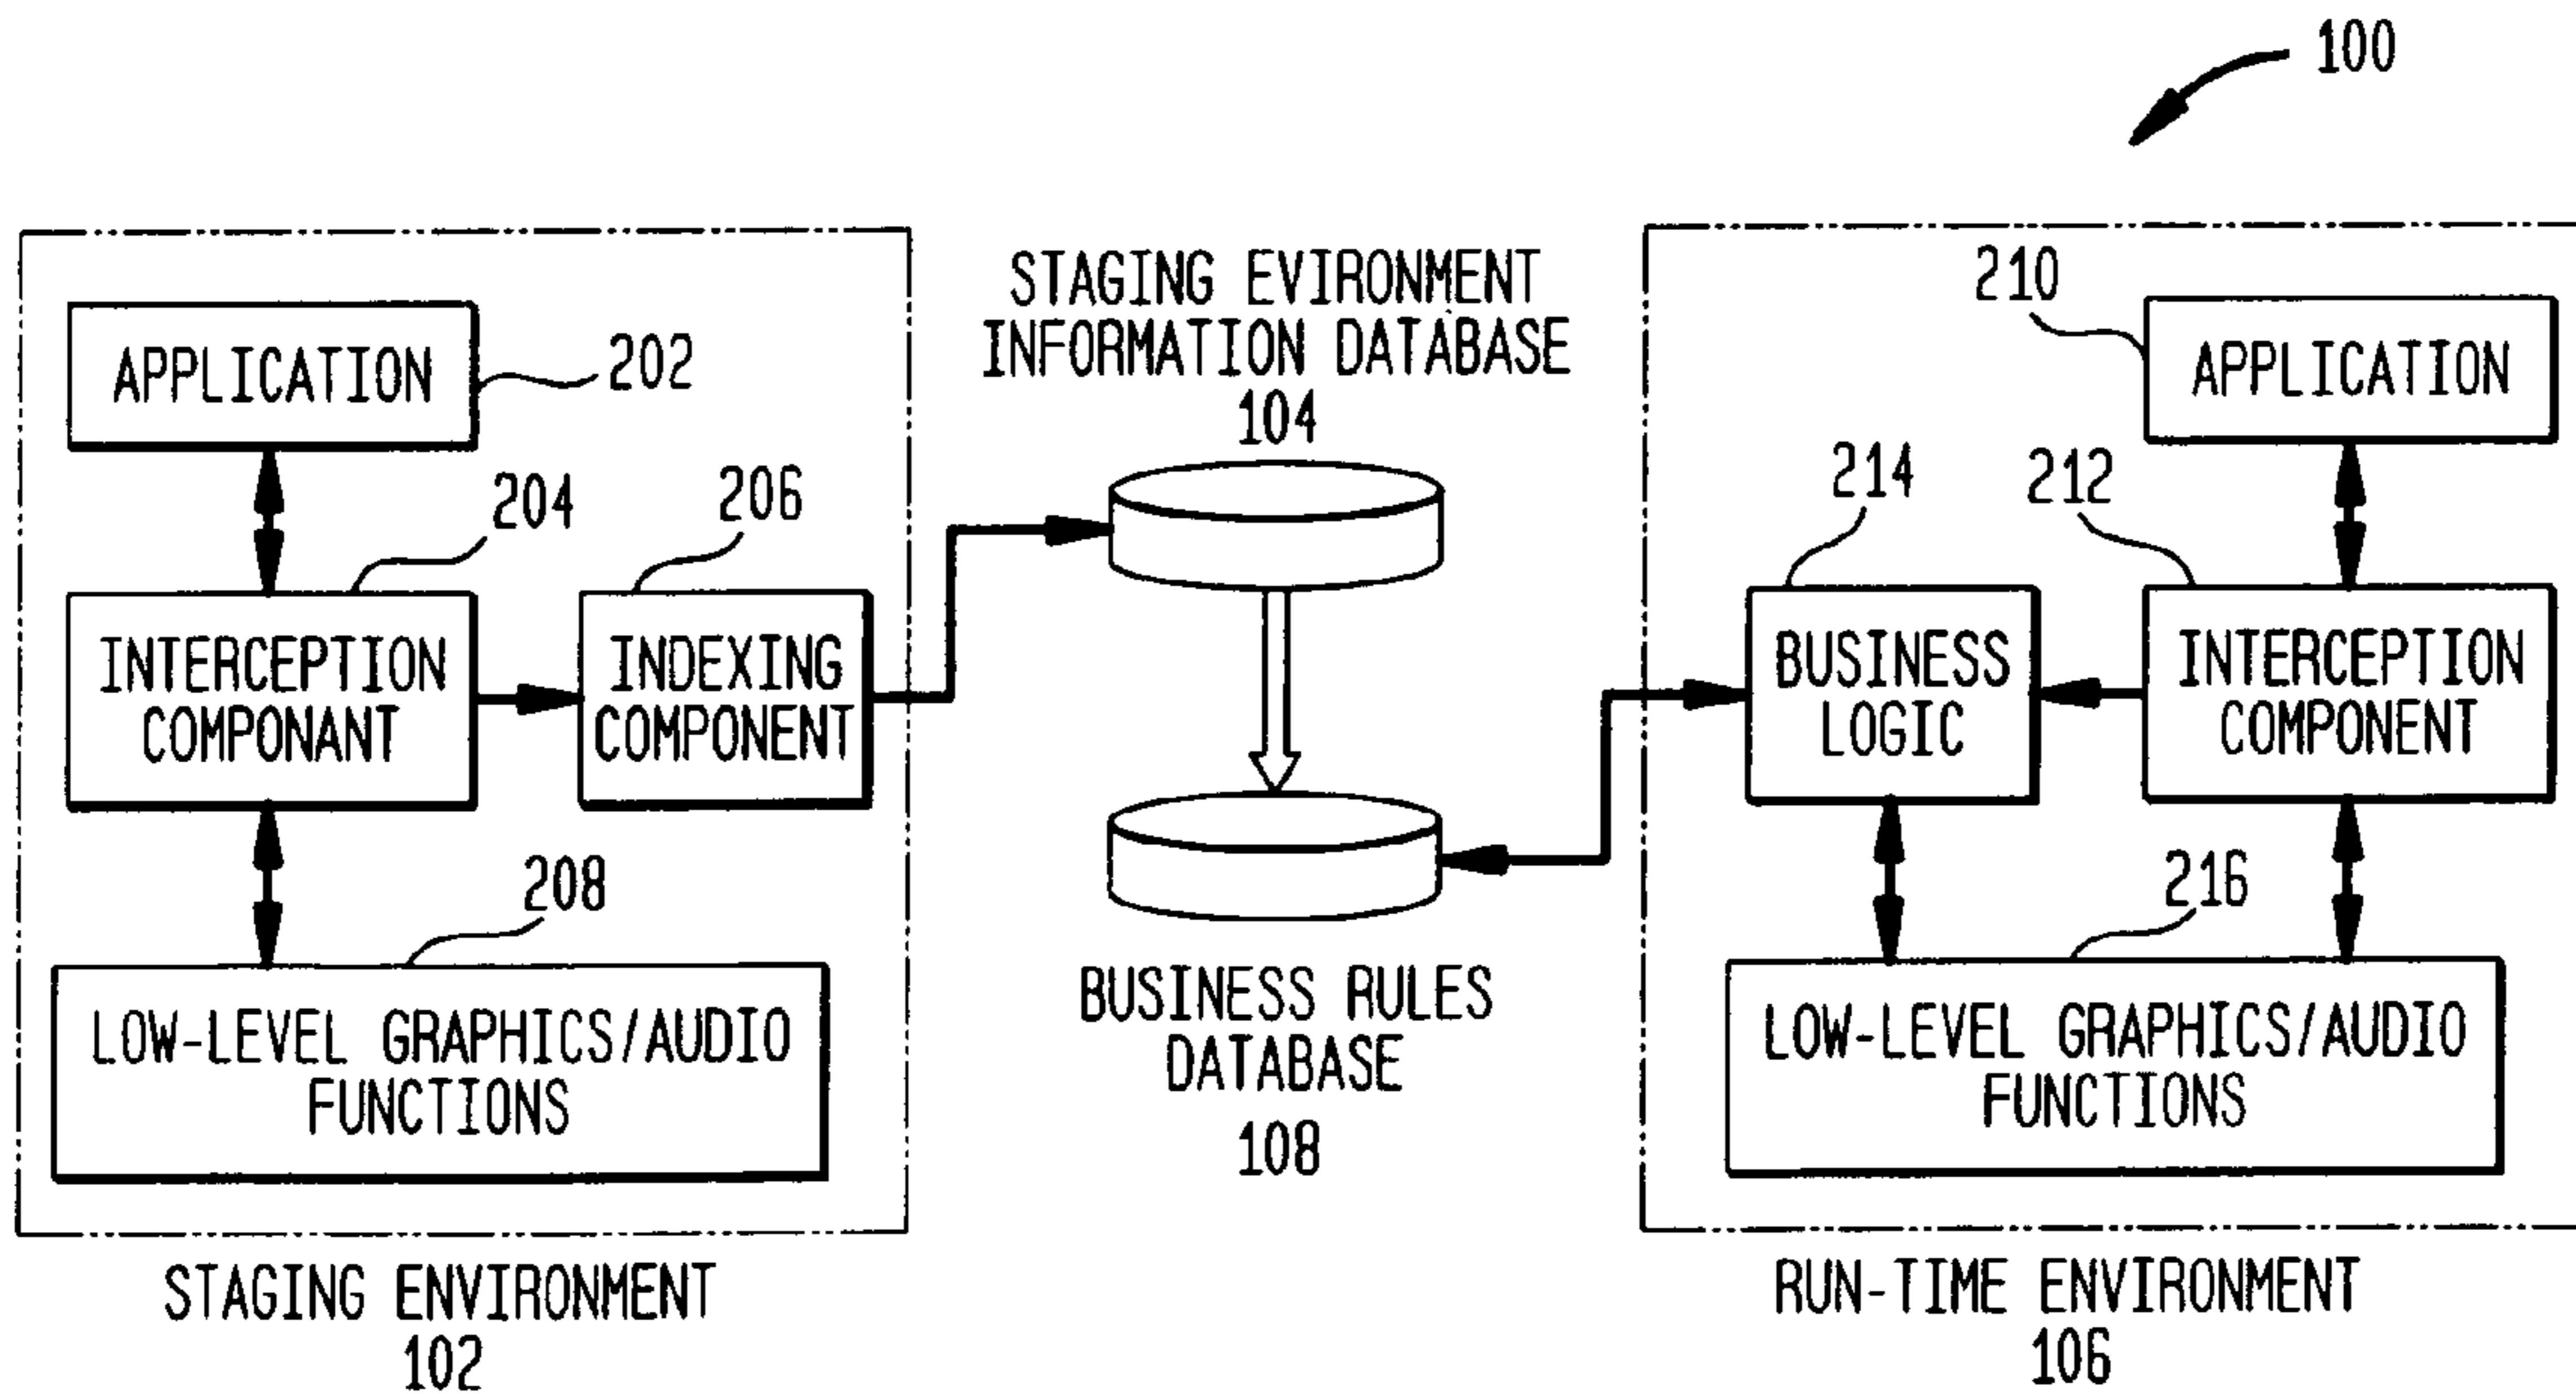 100
STAGING EVIRONMENT
INFORMATION DATABASE
104
APPLICATION
202
204
206
INTERCEPTION
COMPONANT
INDEXING
COMPONENT
208
LOW-LEVEL GRAPHICS/AUDIO
FUNCTIONS
STAGING ENVIRONMENT
102
BUSINESS RULES
DATABASE
108
210
APPLICATION
214
212
BUSINESS
LOGIC
INTERCEPTION
COMPONENT
216
LOW-LEVEL GRAPHICS/AUDIO
FUNCTIONS
RUN-TIME ENVIRONMENT
106